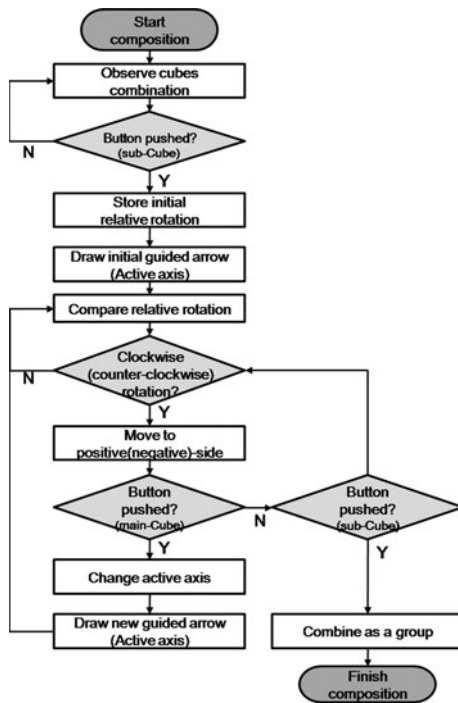 Start
composition
Observe cubes
combination
Button pushed?
(sub-Cube)
N
Y
Store initial
relative rotation
Draw initial guided arrow
(Active axis)
Compare relative rotation
Clockwise
(counter-clockwise)
rotation?
N
Y
Move to
positive(negative)-side
Button
pushed?
(main-Cube)
N
Button
pushed?
(sub-Cube)
Y
Y
Change active axis
Draw new guided arrow
(Active axis)
Combine as a group
Finish
composition